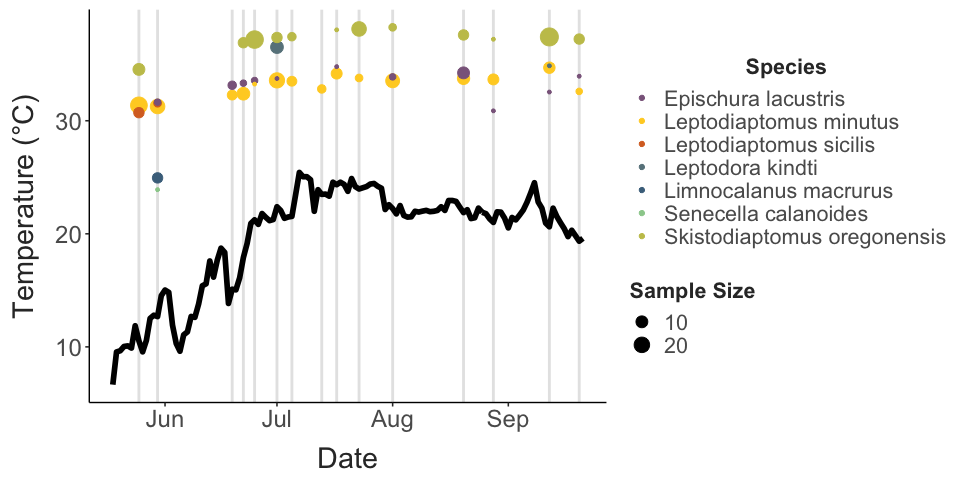 Temperature (°C)
30
20
10
Jun
Jul
Aug
Sep
Date
Species
Epischura lacustris
Leptodiaptomus minutus
Leptodiaptomus sicilis
Leptodora kindti
Limnocalanus macrurus
Senecella calanoides
Skistodiaptomus oregonensis
Sample Size
10
20